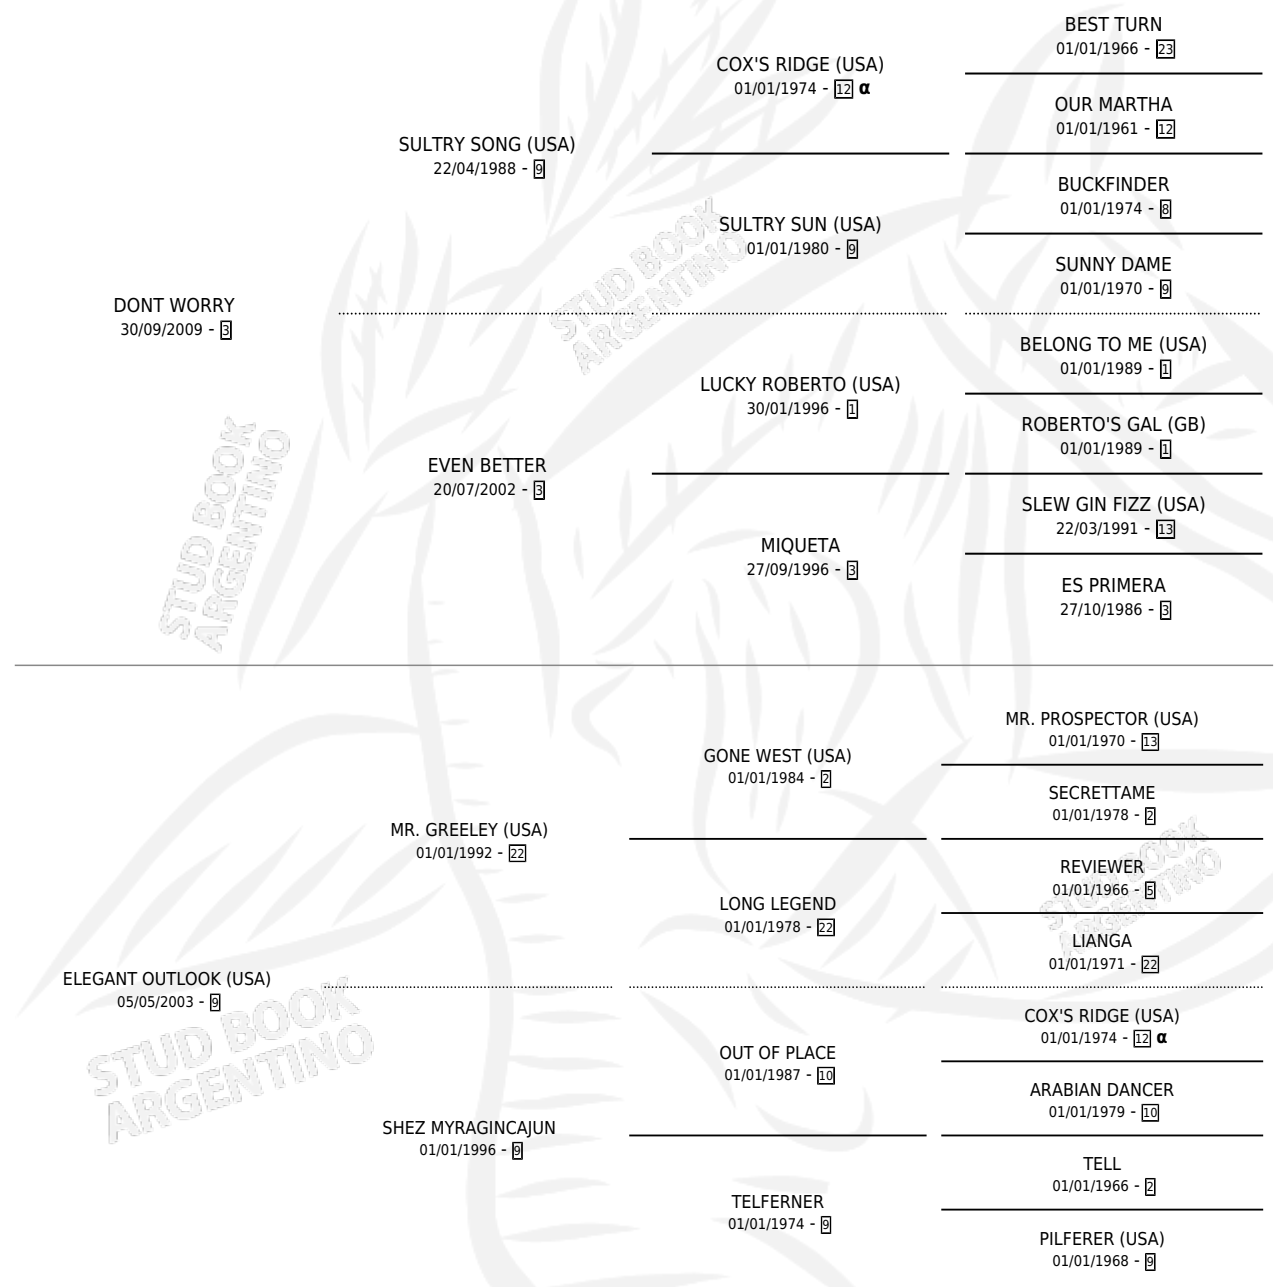 BEST TURN
01/01/1966 - 23
COX'S RIDGE (USA)
01/01/1974 - 12 α
OUR MARTHA
01/01/1961 - 12
SULTRY SONG (USA)
22/04/1988 - 9
BUCKFINDER
01/01/1974 - 8
SULTRY SUN (USA)
01/01/1980 - 9
SUNNY DAME
01/01/1970 - 9
DONT WORRY
30/09/2009 - 3
BELONG TO ME (USA)
01/01/1989 - 1
LUCKY ROBERTO (USA)
30/01/1996 - 1
ROBERTO'S GAL (GB)
01/01/1989 - 1
EVEN BETTER
20/07/2002 - 3
SLEW GIN FIZZ (USA)
22/03/1991 - 13
MIQUETA
27/09/1996 - 3
ES PRIMERA
27/10/1986 - 3
STUD BOOK
ARGENTINO
STUD BOOK
ARGENTINO
MR. PROSPECTOR (USA)
01/01/1970 - 13
GONE WEST (USA)
01/01/1984 - 2
SECRETTAME
01/01/1978 - 2
MR. GREELEY (USA)
01/01/1992 - 22
REVIEWER
01/01/1966 - 5
LONG LEGEND
01/01/1978 - 22
LIANGA
01/01/1971 - 22
ELEGANT OUTLOOK (USA)
05/05/2003 - 9
COX'S RIDGE (USA)
01/01/1974 - 12 α
OUT OF PLACE
01/01/1987 - 10
ARABIAN DANCER
01/01/1979 - 10
SHEZ MYRAGINCAJUN
01/01/1996 - 9
TELL
01/01/1966 - 2
TELFERNER
01/01/1974 - 9
PILFERER (USA)
01/01/1968 - 9
STUD BOOK
ARGENTINO
STUD BOOK
ARGENTINO